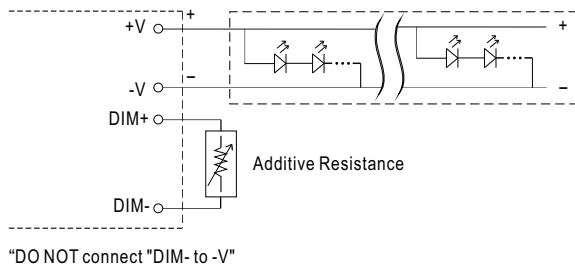 +V
+
+
-V
−
−
DIM+
Additive Resistance
DIM-
“DO NOT connect "DIM- to -V"